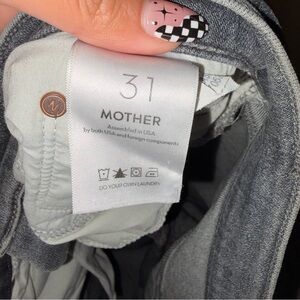 31
MOTHER
Assembled in USA
by both USA and foreign components
DO YOUR OWN LAUNDRY